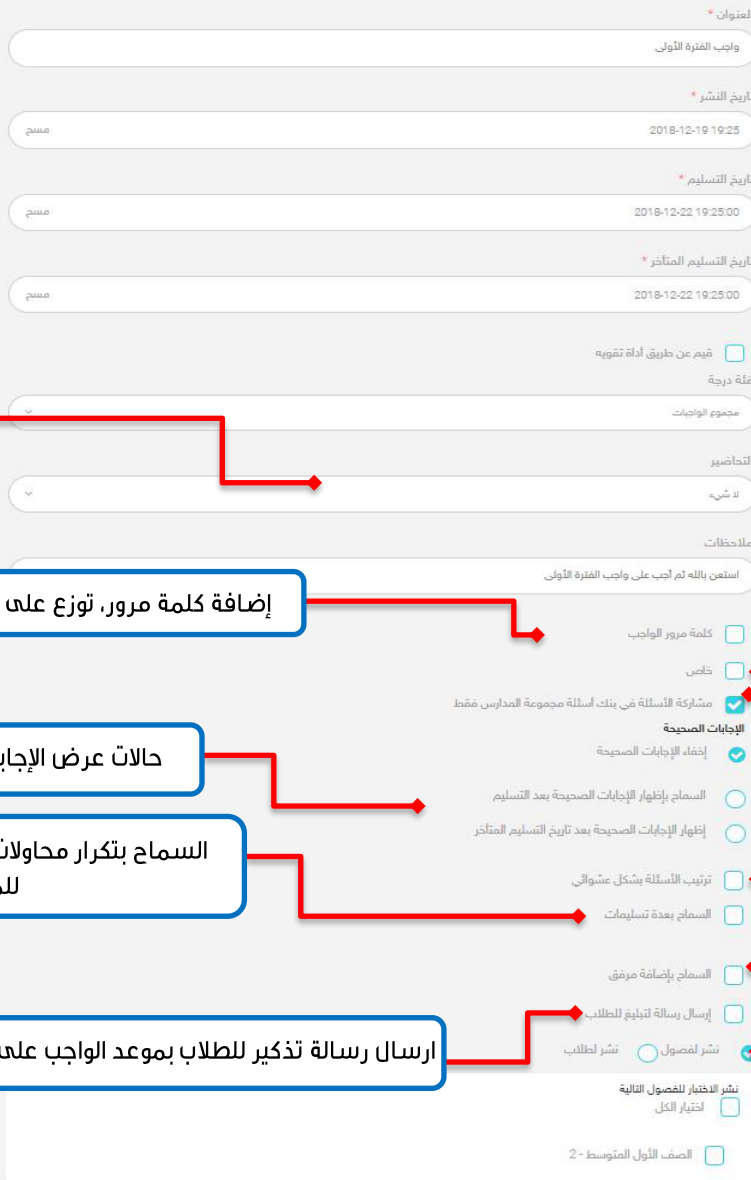 العنوان *
واجب الفترة الأولى
تاريخ النشر *
2018-12-19 19:25 مسح
تاريخ التسليم *
2018-12-22 19:25:00 مسح
تاريخ التسليم المتأخر *
2018-12-22 19:25:00 مسح
قيم عن طريق أداة تقويه
فئة درجة
مجموع الواجبات
التحاضير
لا شيء
ملاحظات
استعن بالله ثم أجب على واجب الفترة الأولى
إضافة كلمة مرور، توزع على
كلمة مرور الواجب
خاص
مشاركة الأسئلة في بنك أسئلة مجموعة المدارس فقط
الإجابات الصحيحة
إخفاء الإجابات الصحيحة
حالات عرض الإجاب
السماح بإظهار الإجابات الصحيحة بعد التسليم
إظهار الإجابات الصحيحة بعد تاريخ التسليم المتأخر
السماح بتكرار محاولات
ترتيب الأسئلة بشكل عشوائي
السماح بعدة تسليمات
السماح بإضافة مرفق
إرسال رسالة لتبليغ للطلاب
ارسال رسالة تذكير للطلاب بموعد الواجب على
نشر لفصول نشر لطلاب
نشر الاختبار للفصول التالية
اختيار الكل
الصف الأول المتوسط - 2